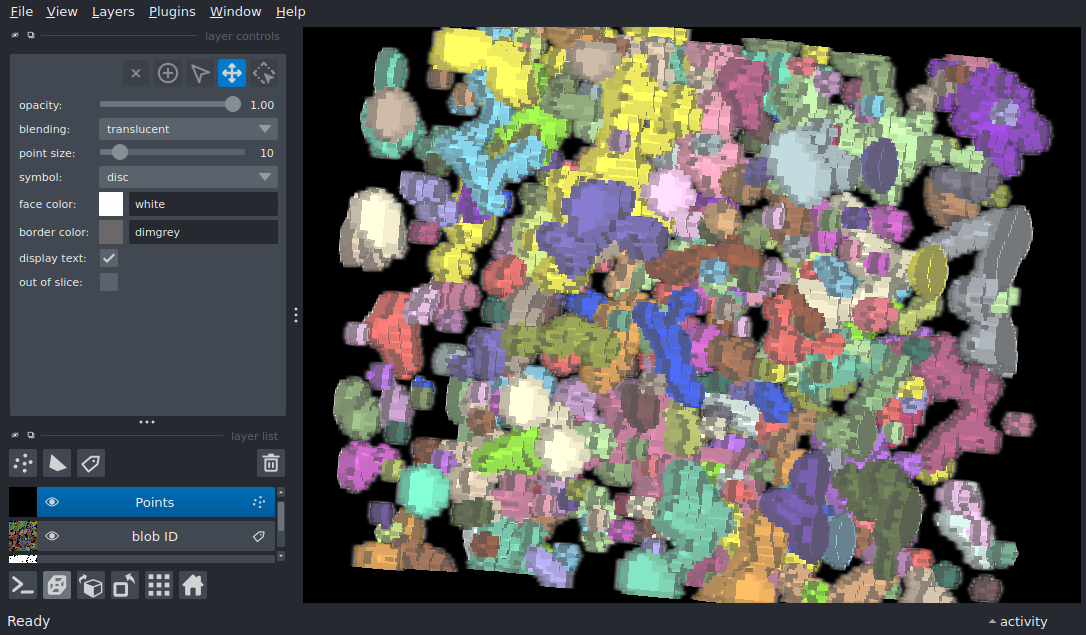 File View Layers Plugins Window Help
layer controls
opacity: 1.00
blending: translucent
point size: 10
symbol: disc
face color: white
border color: dimgrey
display text:
out of slice:
layer list
Points
blob ID
Ready
activity